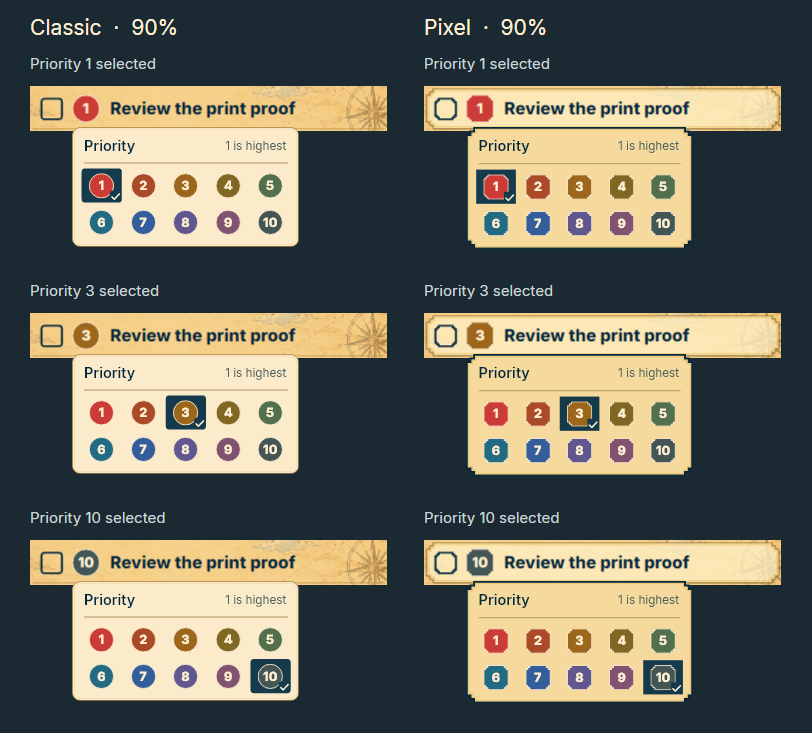 Classic · 90%
Priority 1 selected
1 Review the print proof
Priority 1 is highest
1 2 3 4 5
6 7 8 9 10
Priority 3 selected
3 Review the print proof
Priority 1 is highest
1 2 3 4 5
6 7 8 9 10
Priority 10 selected
10 Review the print proof
Priority 1 is highest
1 2 3 4 5
6 7 8 9 10
Pixel · 90%
Priority 1 selected
1 Review the print proof
Priority 1 is highest
1 2 3 4 5
6 7 8 9 10
Priority 3 selected
3 Review the print proof
Priority 1 is highest
1 2 3 4 5
6 7 8 9 10
Priority 10 selected
10 Review the print proof
Priority 1 is highest
1 2 3 4 5
6 7 8 9 10